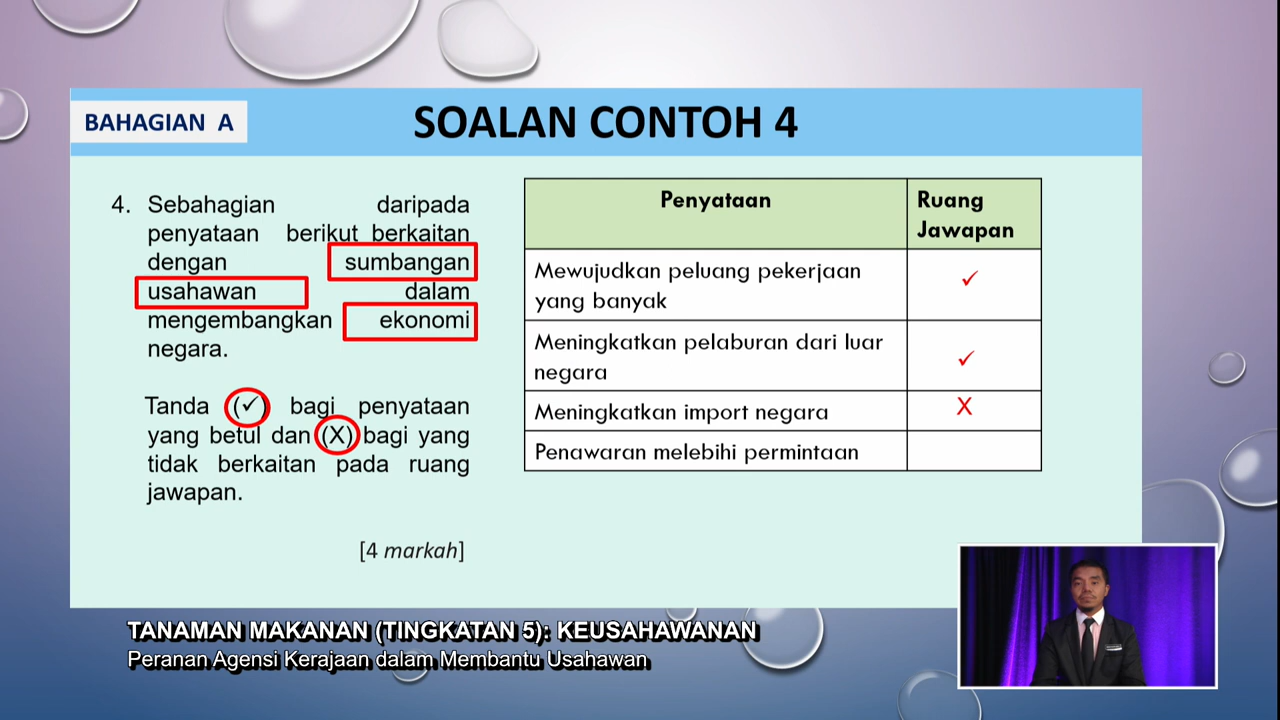 BAHAGIAN A
SOALAN CONTOH 4
4. Sebahagian daripada
penyataan berikut berkaitan
dengan sumbangan
usahawan dalam
mengembangkan ekonomi
negara.
Tanda (✓) bagi penyataan
yang betul dan (X) bagi yang
tidak berkaitan pada ruang
jawapan.
[4 markah]
Penyataan
Ruang
Jawapan
Mewujudkan peluang pekerjaan
yang banyak
✓
Meningkatkan pelaburan dari luar
negara
✓
Meningkatkan import negara
X
Penawaran melebihi permintaan
TANAMAN MAKANAN (TINGKATAN 5): KEUSAHAWANAN
Peranan Agensi Kerajaan dalam Membantu Usahawan